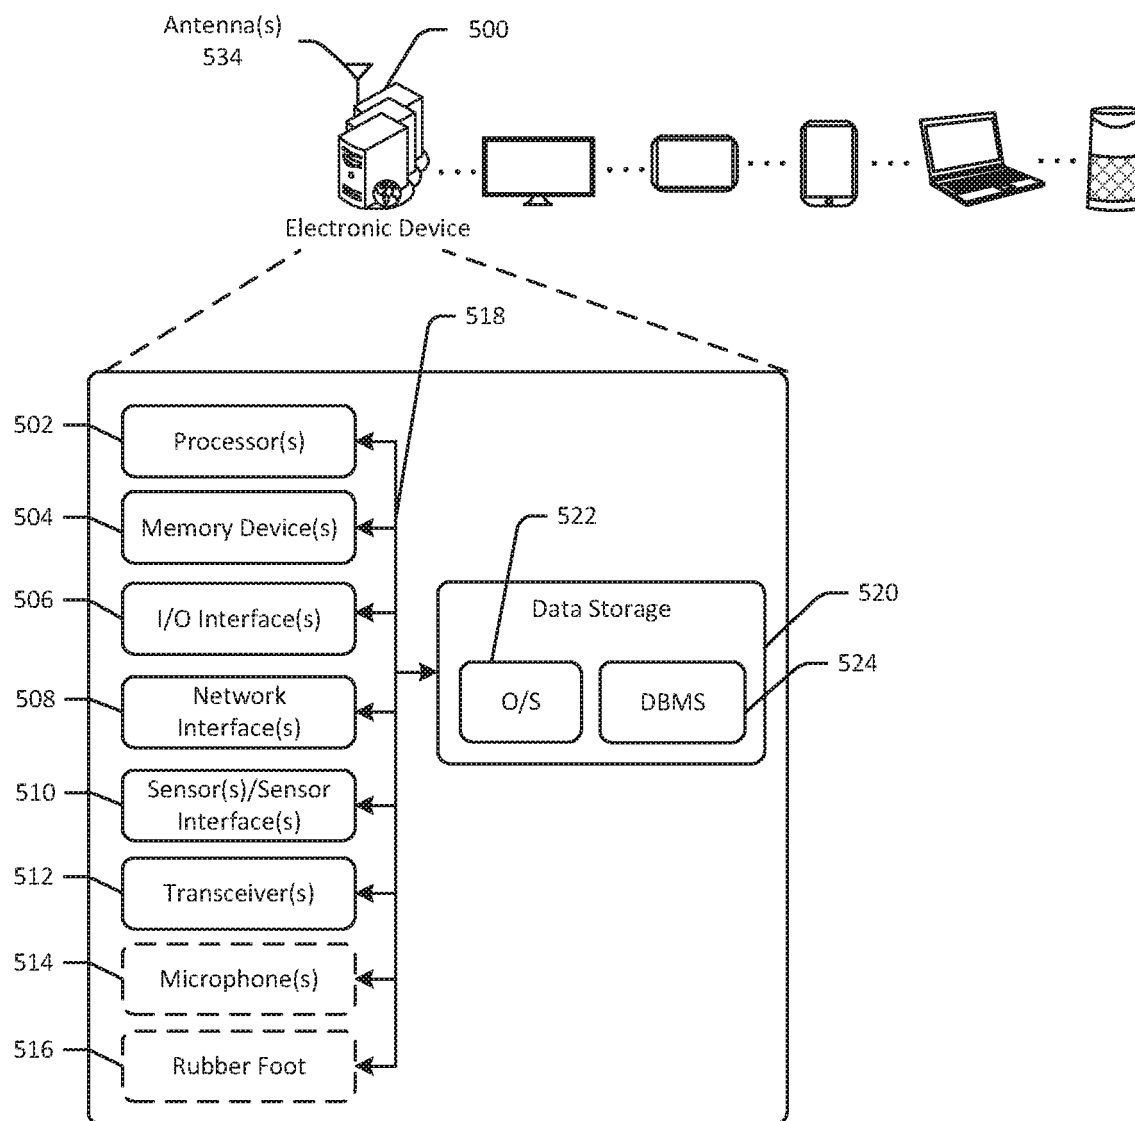 Antenna(s)
534
500
Electronic Device
518
502
Processor(s)
504
Memory Device(s)
522
506
I/O Interface(s)
Data Storage
520
508
Network
Interface(s)
O/S
DBMS
524
510
Sensor(s)/Sensor
Interface(s)
512
Transceiver(s)
514
Microphone(s)
516
Rubber Foot